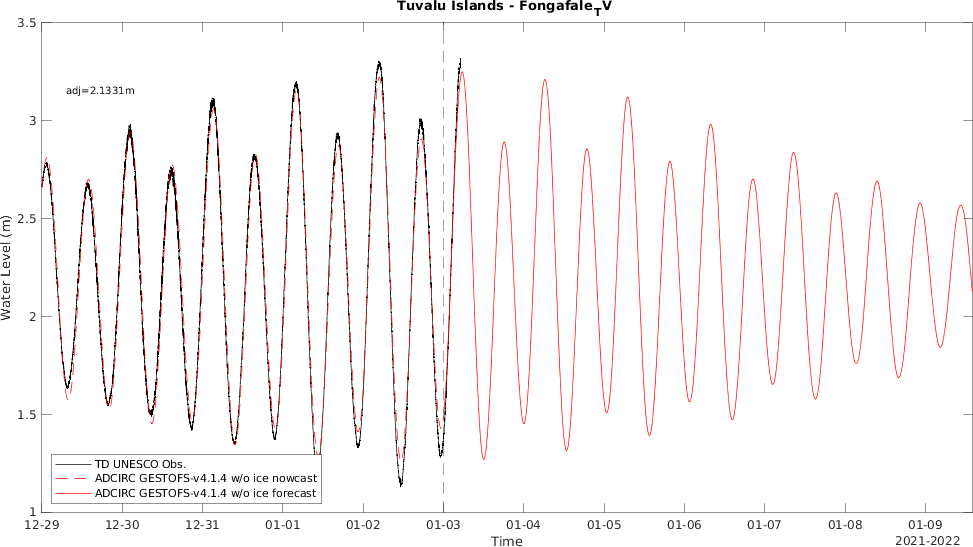 Tuvalu Islands - Fongafale_TV
adj=2.1331m
Water Level (m)
3.5
3
2.5
2
1.5
1
TD UNESCO Obs.
ADCIRC GESTOFS-v4.1.4 w/o ice nowcast
ADCIRC GESTOFS-v4.1.4 w/o ice forecast
12-29 12-30 12-31 01-01 01-02 01-03 01-04 01-05 01-06 01-07 01-08 01-09
Time
2021-2022